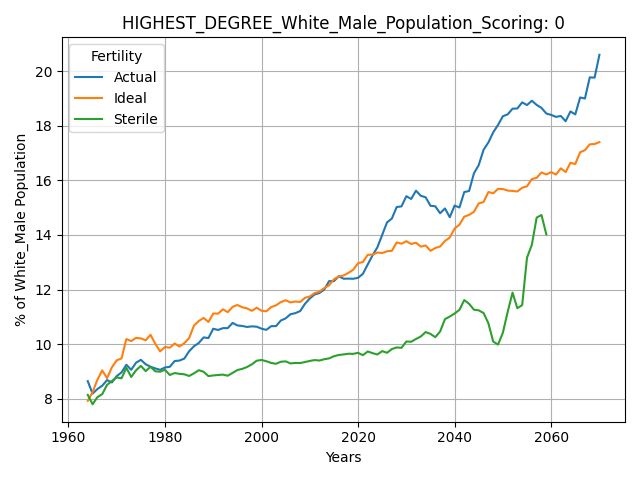 HIGHEST_DEGREE_White_Male_Population_Scoring: 0
% of White_Male Population
20
18
16
14
12
10
8
Fertility
Actual
Ideal
Sterile
1960 1980 2000 2020 2040 2060
Years